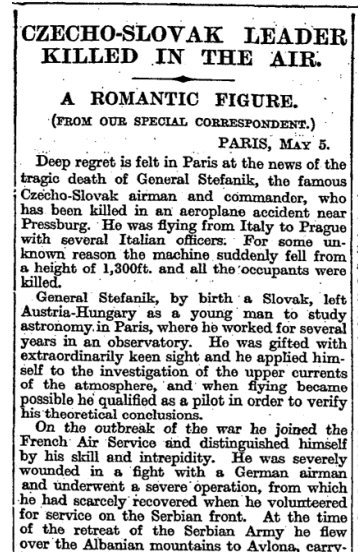 CZECHO-SLOVAK LEADER
KILLED IN THE AIR.
A ROMANTIC FIGURE.
(FROM OUR SPECIAL CORRESPONDENT.)
PARIS, MAY 5.
Deep regret is felt in Paris at the news of the
tragic death of General Stefanik, the famous
Czecho-Slovak airman and commander, who
has been killed in an aeroplane accident near
Pressburg. He was flying from Italy to Prague
with several Italian officers. For some un-
known reason the machine suddenly fell from
a height of 1,300ft. and all the occupants were
killed.
General Stefanik, by birth a Slovak, left
Austria-Hungary as a young man to study
astronomy in Paris, where he worked for several
years in an observatory. He was gifted with
extraordinarily keen sight and he applied him-
self to the investigation of the upper currents
of the atmosphere, and when flying became
possible he qualified as a pilot in order to verify
his theoretical conclusions.
On the outbreak of the war he joined the
French Air Service and distinguished himself
by his skill and intrepidity. He was severely
wounded in a fight with a German airman
and underwent a severe operation, from which
he had scarcely recovered when he volunteered
for service on the Serbian front. At the time
of the retreat of the Serbian Army he flew
over the Albanian mountains to Avlona, carry-